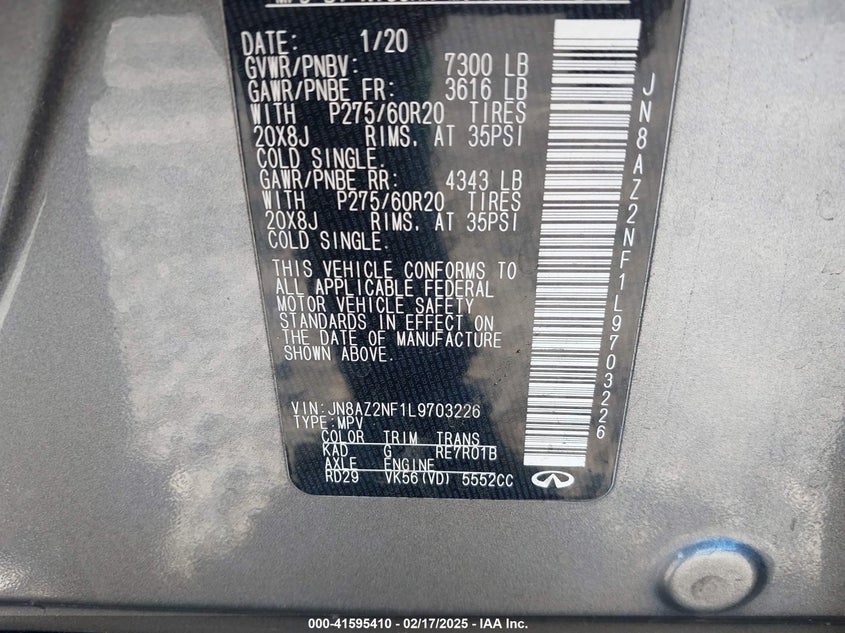 DATE: 1/20
GVWR/PNBV: 7300 LB
GAWR/PNBE FR: 3616 LB
WITH P275/60R20 TIRES
20X8J RIMS, AT 35PSI
COLD SINGLE.
GAWR/PNBE RR: 4343 LB
WITH P275/60R20 TIRES
20X8J RIMS, AT 35PSI
COLD SINGLE.
THIS VEHICLE CONFORMS TO
ALL APPLICABLE FEDERAL
MOTOR VEHICLE SAFETY
STANDARDS IN EFFECT ON
THE DATE OF MANUFACTURE
SHOWN ABOVE.
VIN:JN8AZ2NF1L9703226
TYPE:MPV
COLOR TRIM TRANS
KAD G RE7R01B
AXLE ENGINE
RD29 VK56(VD) 5552CC
JN8AZ2NF1L9703226
000-41595410 - 02/17/2025 - IAA Inc.